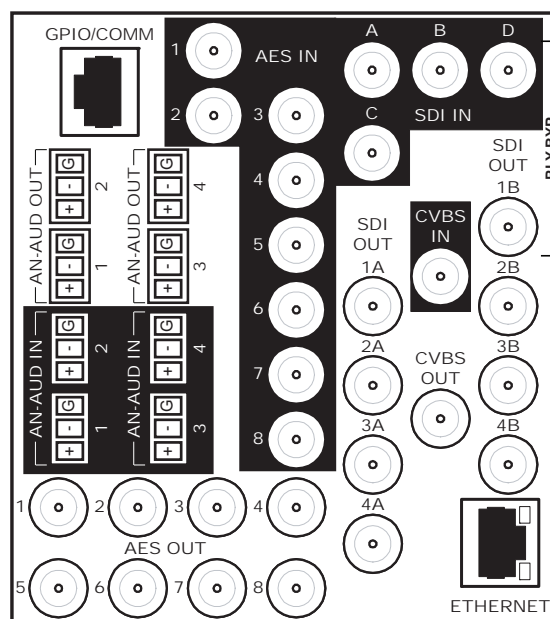 GPIO/COMM
1
AES IN
A
B
D
2
3
C
SDI IN
RLY BYP
SDI
OUT
1B
AN-AUD OUT
G
-
+
2
G
-
+
4
4
G
-
+
1
G
-
+
3
5
SDI
OUT
1A
CVBS
IN
2B
AN-AUD IN
G
-
+
2
AN-AUD IN
G
-
+
4
6
2A
CVBS
OUT
3B
7
G
-
+
1
G
-
+
3
8
3A
4B
AN-AUD OUT
1
2
3
4
4A
AES OUT
5
6
7
8
ETHERNET